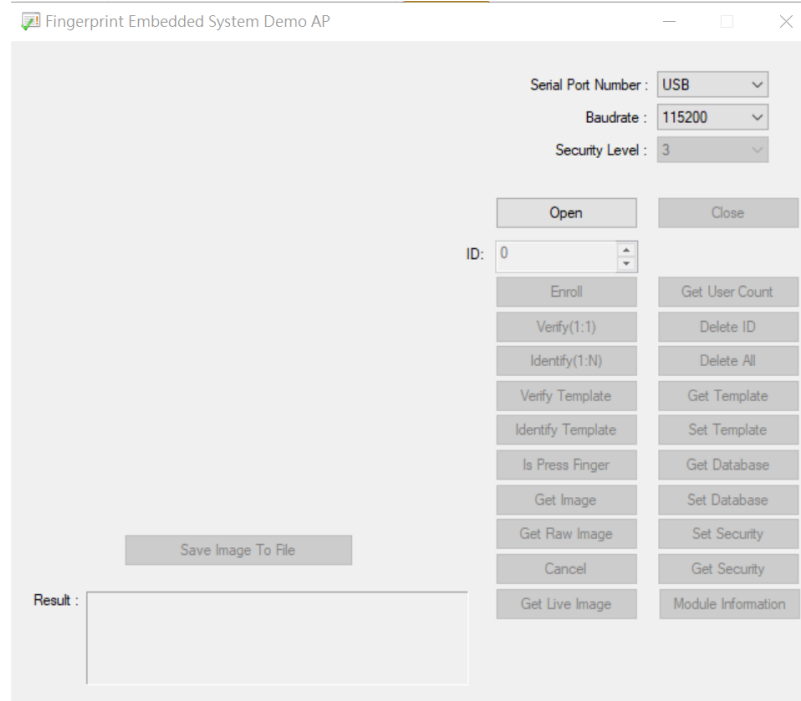 Fingerprint Embedded System Demo AP
Serial Port Number : USB
Baudrate : 115200
Security Level : 3
Open Close
ID: 0
Enroll Get User Count
Verify(1:1) Delete ID
Identify(1:N) Delete All
Verify Template Get Template
Identify Template Set Template
Is Press Finger Get Database
Get Image Set Database
Get Raw Image Set Security
Save Image To File
Cancel Get Security
Result :
Get Live Image Module Information